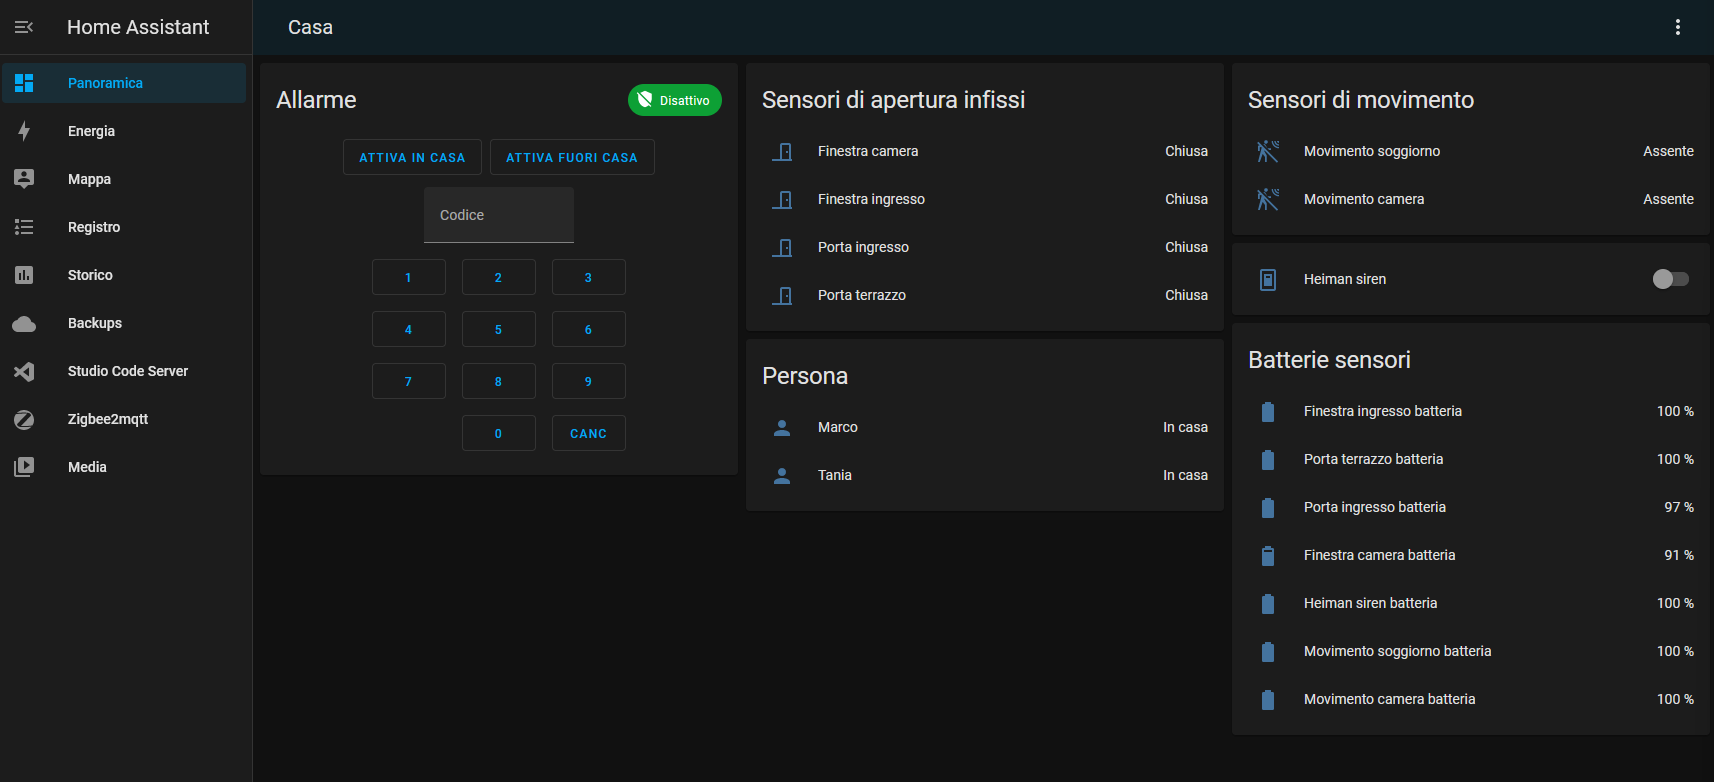 Home Assistant
Casa
Panoramica
Energia
Mappa
Registro
Storico
Backups
Studio Code Server
Zigbee2mqtt
Media
Allarme
Disattivo
ATTIVA IN CASA ATTIVA FUORI CASA
Codice
1 2 3
4 5 6
7 8 9
0 CANC
Sensori di apertura infissi
Finestra camera Chiusa
Finestra ingresso Chiusa
Porta ingresso Chiusa
Porta terrazzo Chiusa
Persona
Marco In casa
Tania In casa
Sensori di movimento
Movimento soggiorno Assente
Movimento camera Assente
Heiman siren
Batterie sensori
Finestra ingresso batteria 100 %
Porta terrazzo batteria 100 %
Porta ingresso batteria 97 %
Finestra camera batteria 91 %
Heiman siren batteria 100 %
Movimento soggiorno batteria 100 %
Movimento camera batteria 100 %